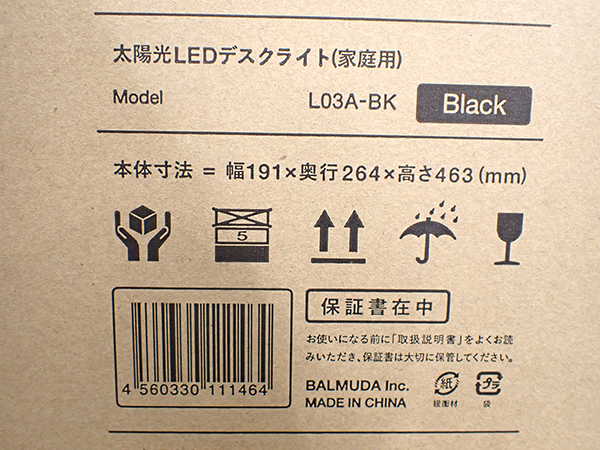 太陽光LEDデスクライト(家庭用)
Model L03A-BK Black
本体寸法 = 幅191×奥行264×高さ463(mm)
5
保証書在中
お使いになる前に「取扱説明書」をよくお読
みいただき、保証書は大切に保管してください。
4 560330 111464
BALMUDA Inc.
MADE IN CHINA
紙
緩衝材
プラ
袋